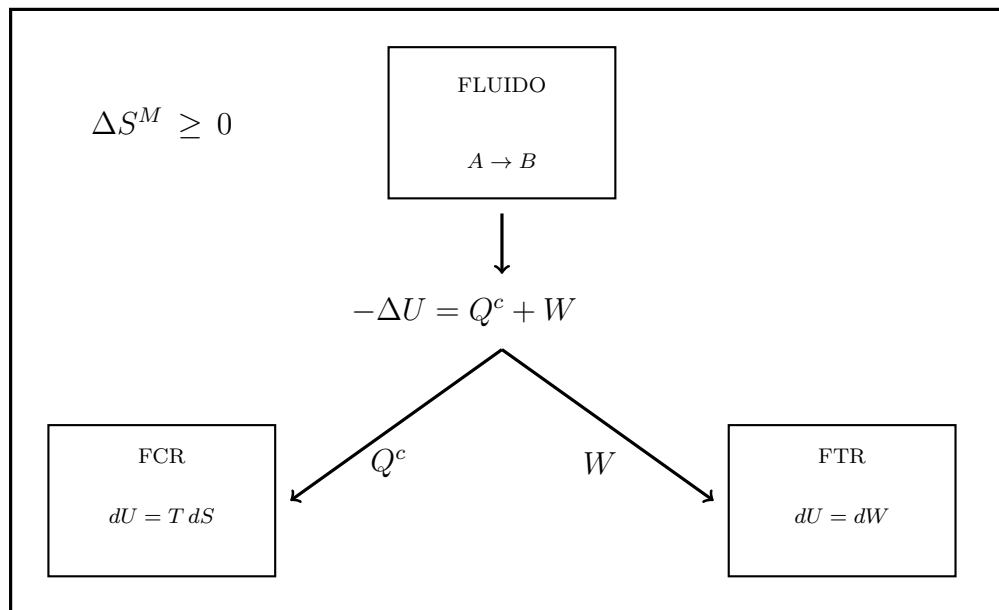 FLUIDO
ΔS^M ≥ 0
A → B
−ΔU = Q^c + W
FCR
Q^c
W
FTR
dU = T dS
dU = dW